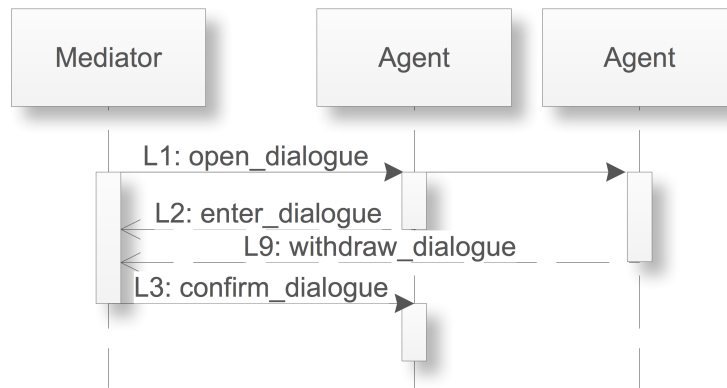 Mediator
Agent
Agent
L1: open_dialogue
L2: enter_dialogue
L9: withdraw_dialogue
L3: confirm_dialogue